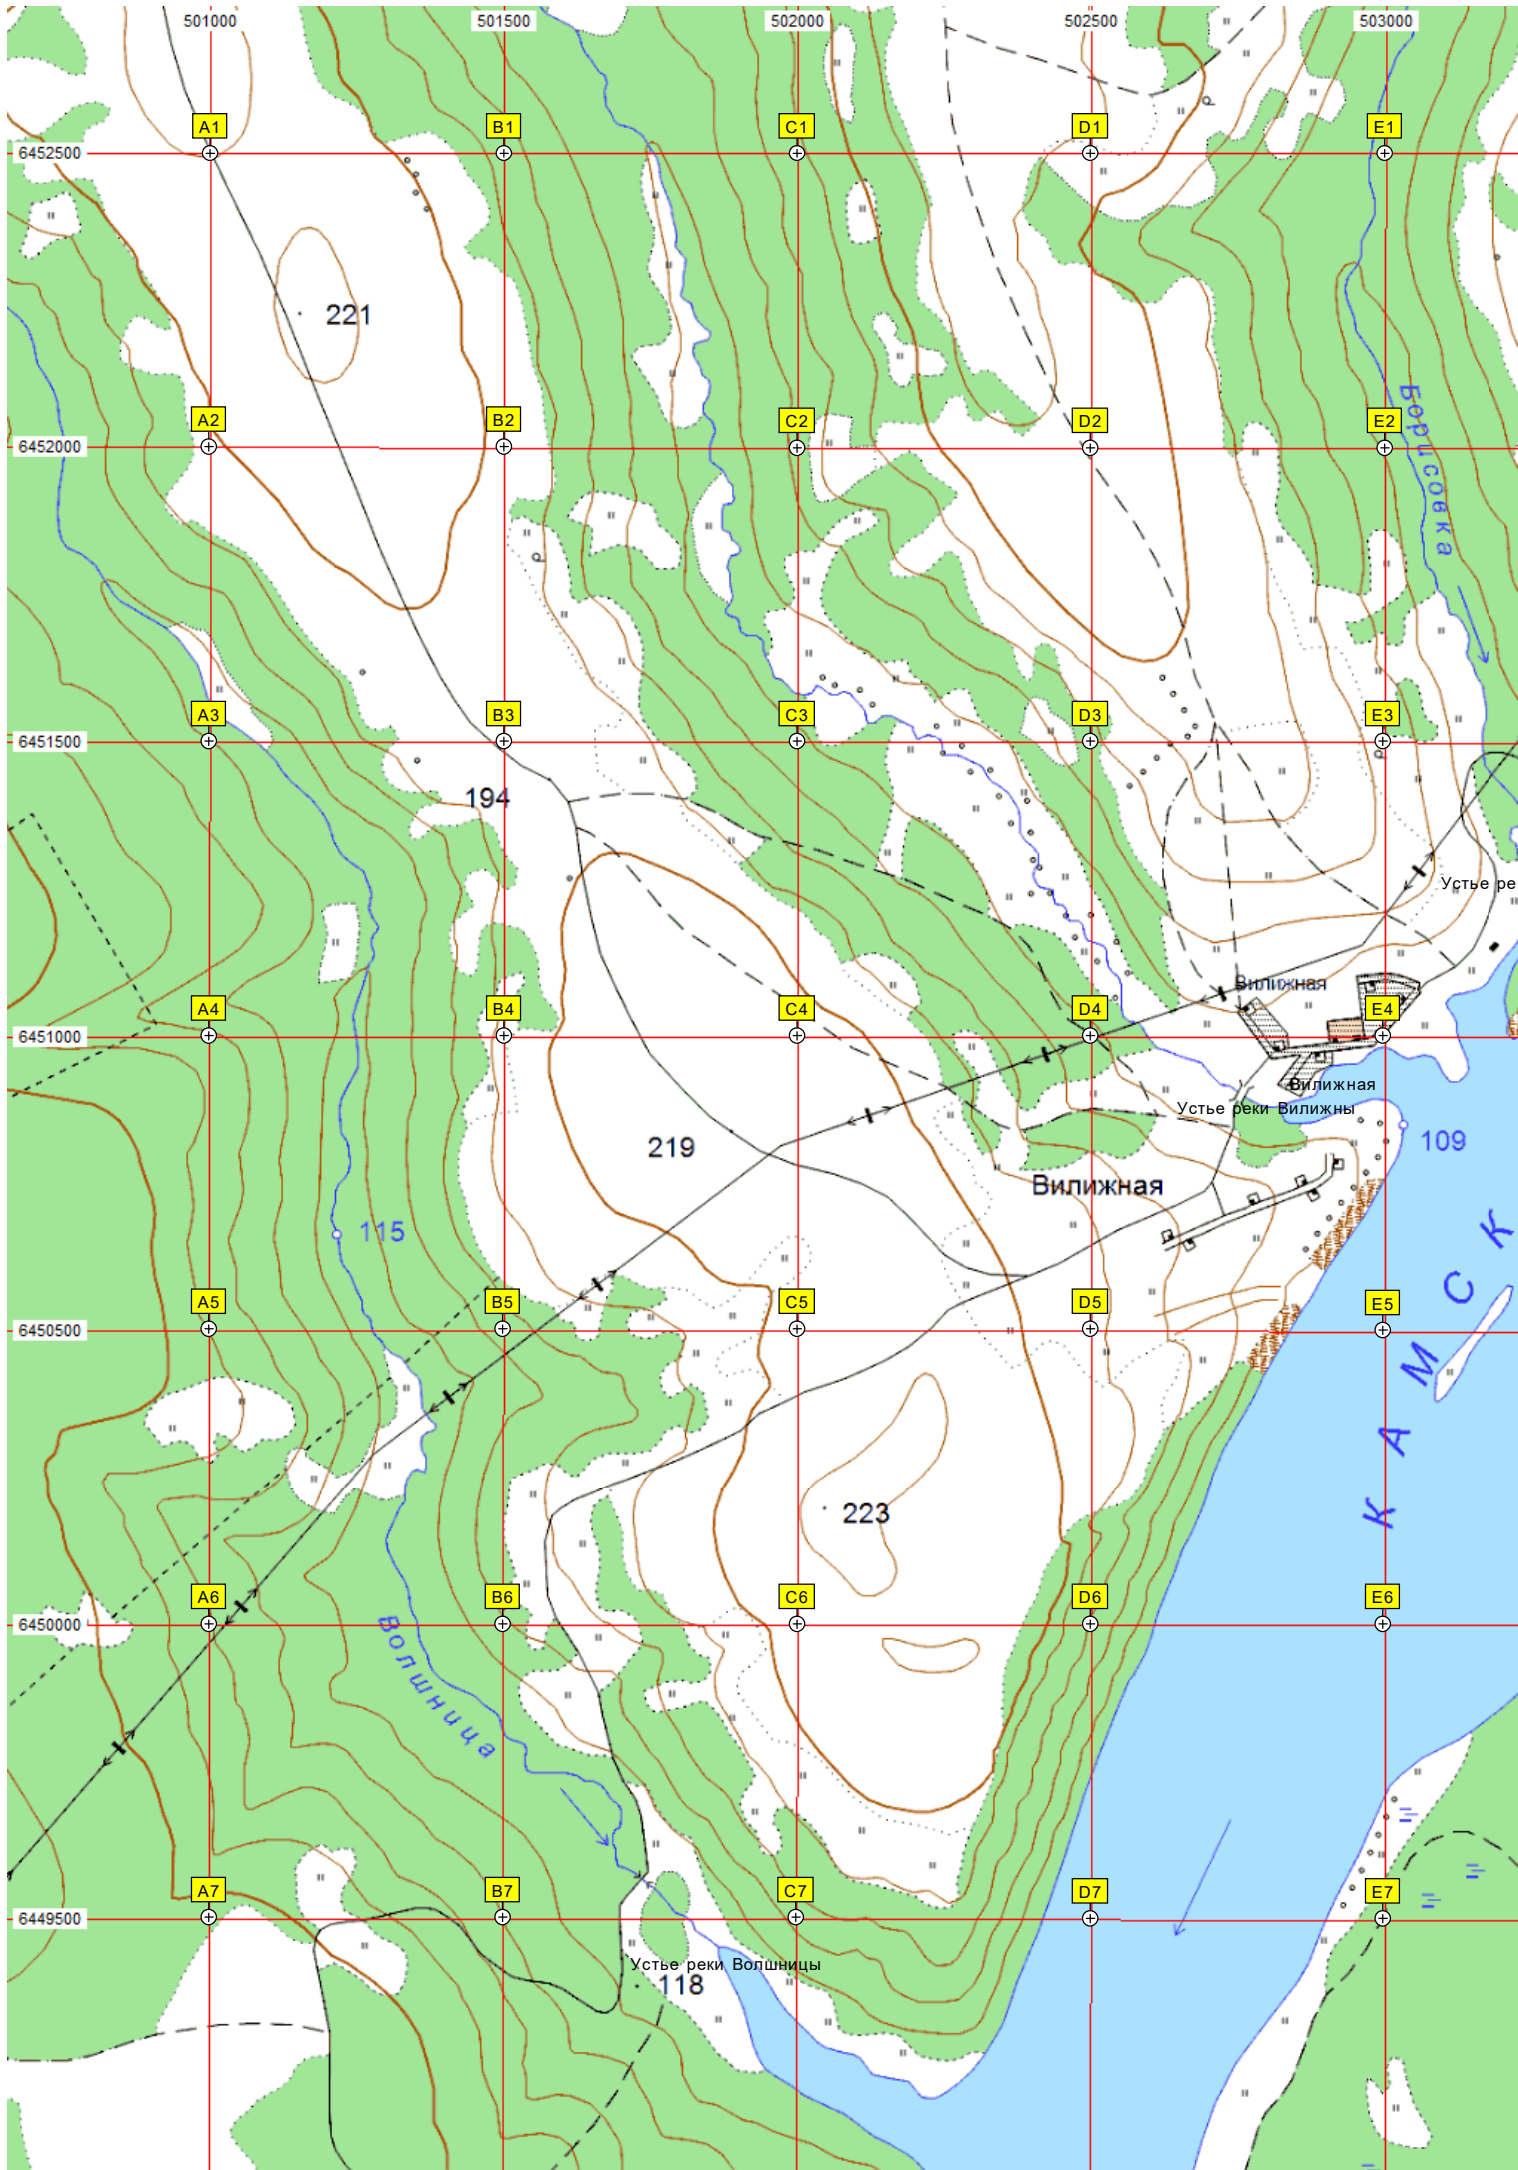 501000 501500 502000 502500 503000
A1 B1 C1 D1 E1
6452500
221
Борисовка
A2 B2 C2 D2 E2
6452000
A3 B3 C3 D3 E3
6451500
194
Устье ре
Вилижная
A4 B4 C4 D4 E4
6451000
Вилижная
Устье реки Вилижны
109
219
Вилижная
115
A5 B5 C5 D5 E5
6450500
КАМСК
223
A6 B6 C6 D6 E6
6450000
Волшница
A7 B7 C7 D7 E7
6449500
Устье реки Волшницы
118